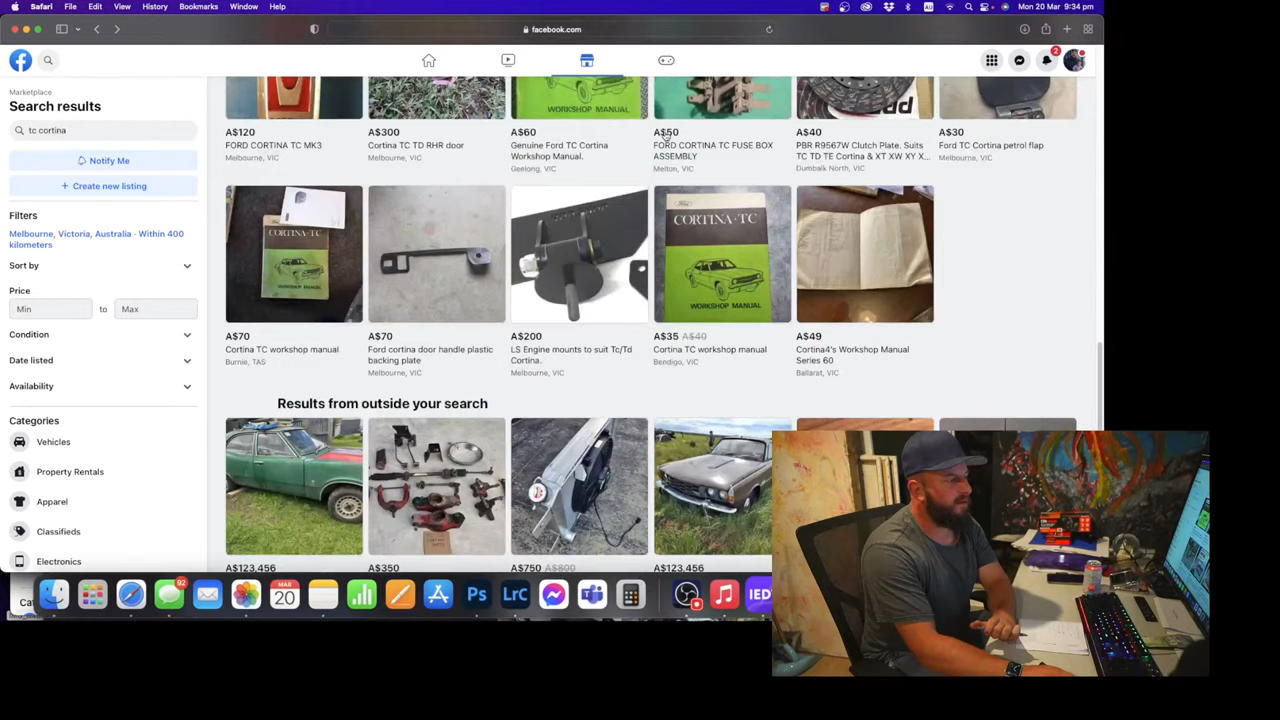 Safari File Edit View History Bookmarks Window Help
AU Mon 20 Mar 9:34 pm
facebook.com
2
Marketplace
Search results
tc cortina
Notify Me
+ Create new listing
Filters
Melbourne, Victoria, Australia · Within 400
kilometers
Sort by
Price
Min to Max
Condition
Date listed
Availability
Categories
Vehicles
Property Rentals
Apparel
Classifieds
Electronics
WORKSHOP MANUAL
A$120
FORD CORTINA TC MK3
Melbourne, VIC
A$300
Cortina TC TD RHR door
Melbourne, VIC
A$60
Genuine Ford TC Cortina
Workshop Manual.
Geelong, VIC
A$50
FORD CORTINA TC FUSE BOX
ASSEMBLY
Melton, VIC
A$40
PBR R9567W Clutch Plate. Suits
TC TD TE Cortina & XT XW XY X...
Dumbalk North, VIC
A$30
Ford TC Cortina petrol flap
Melbourne, VIC
CORTINA·TC
CORTINA·TC
WORKSHOP MANUAL
A$70
Cortina TC workshop manual
Burnie, TAS
A$70
Ford cortina door handle plastic
backing plate
Melbourne, VIC
A$200
LS Engine mounts to suit Tc/Td
Cortina.
Melbourne, VIC
A$35 A$40
Cortina TC workshop manual
Bendigo, VIC
A$49
Cortina4's Workshop Manual
Series 60
Ballarat, VIC
Results from outside your search
A$123,456
A$350
A$750 A$800
A$123,456
92
MAR
20
Ps
LrC
IED
Cat